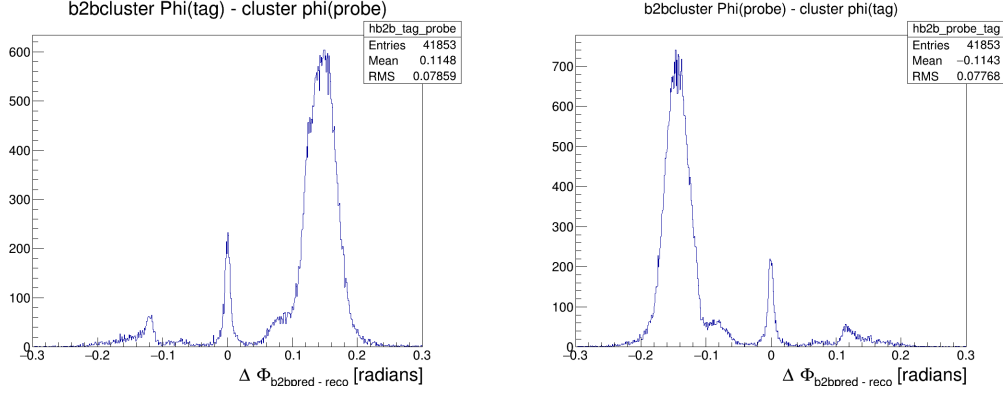 b2bcluster Phi(tag) - cluster phi(probe)
hb2b_tag_probe
Entries 41853
Mean 0.1148
RMS 0.07859
600
500
400
300
200
100
0
−0.3 −0.2 −0.1 0 0.1 0.2 0.3
Δ Φb2bpred - reco [radians]
b2bcluster Phi(probe) - cluster phi(tag)
hb2b_probe_tag
Entries 41853
Mean −0.1143
RMS 0.07768
700
600
500
400
300
200
100
0
−0.3 −0.2 −0.1 0 0.1 0.2 0.3
Δ Φb2bpred - reco [radians]